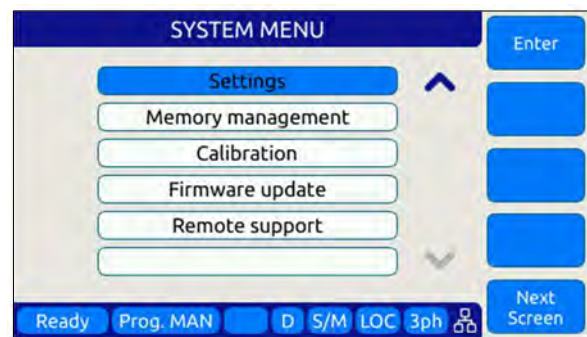 SYSTEM MENU
Enter
Settings
Memory management
Calibration
Firmware update
Remote support
Next
Screen
Ready Prog. MAN D S/M LOC 3ph